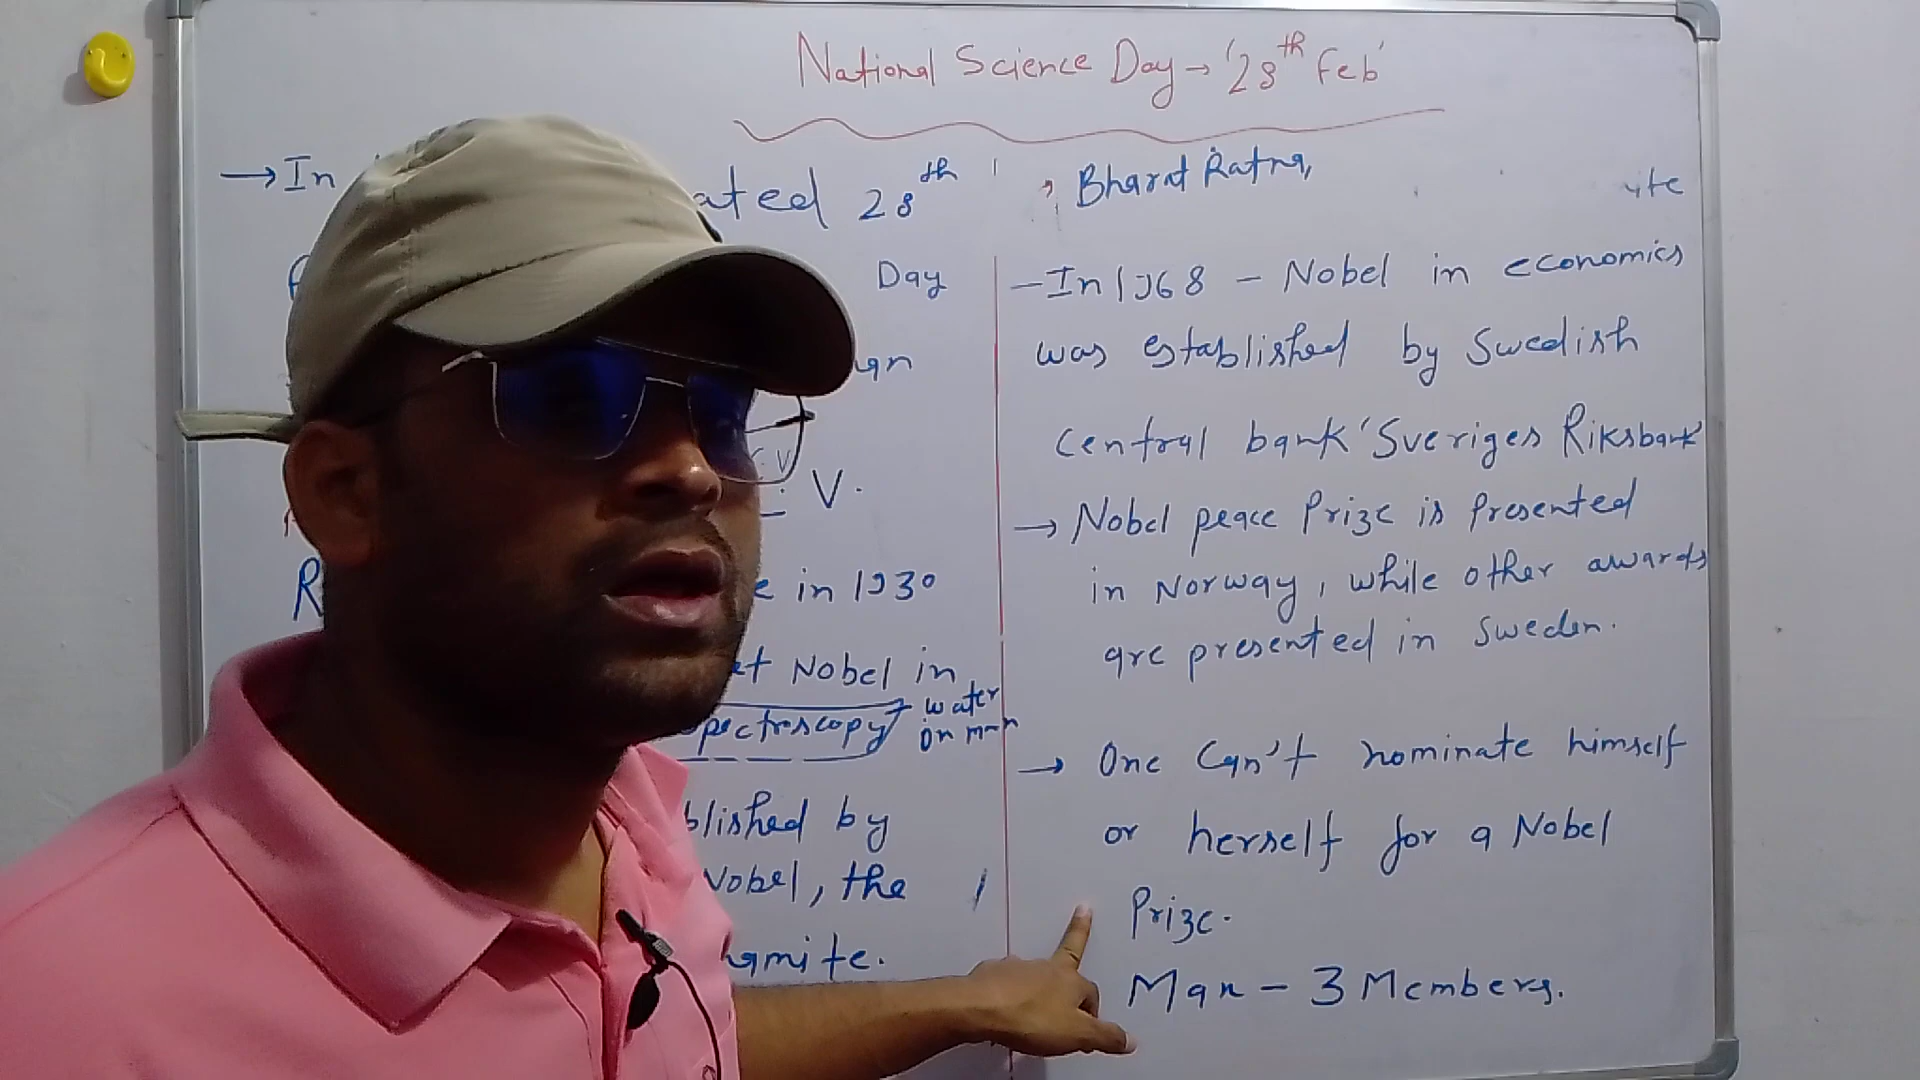 National Science Day → '28th Feb'
→ In ated 28th
Day
V.
R e in 1930
et Nobel in
pectroscopy → water
on
blished by
Nobel, the
amite.
Bharat Ratna,
- In 1968 - Nobel in economics
was established by Swedish
central bank 'Sveriges Riksbank'
→ Nobel peace Prize is Presented
in Norway, while other awards
are presented in Sweden.
→ One Can't nominate himself
or herself for a Nobel
Prize.
Max - 3 Members.